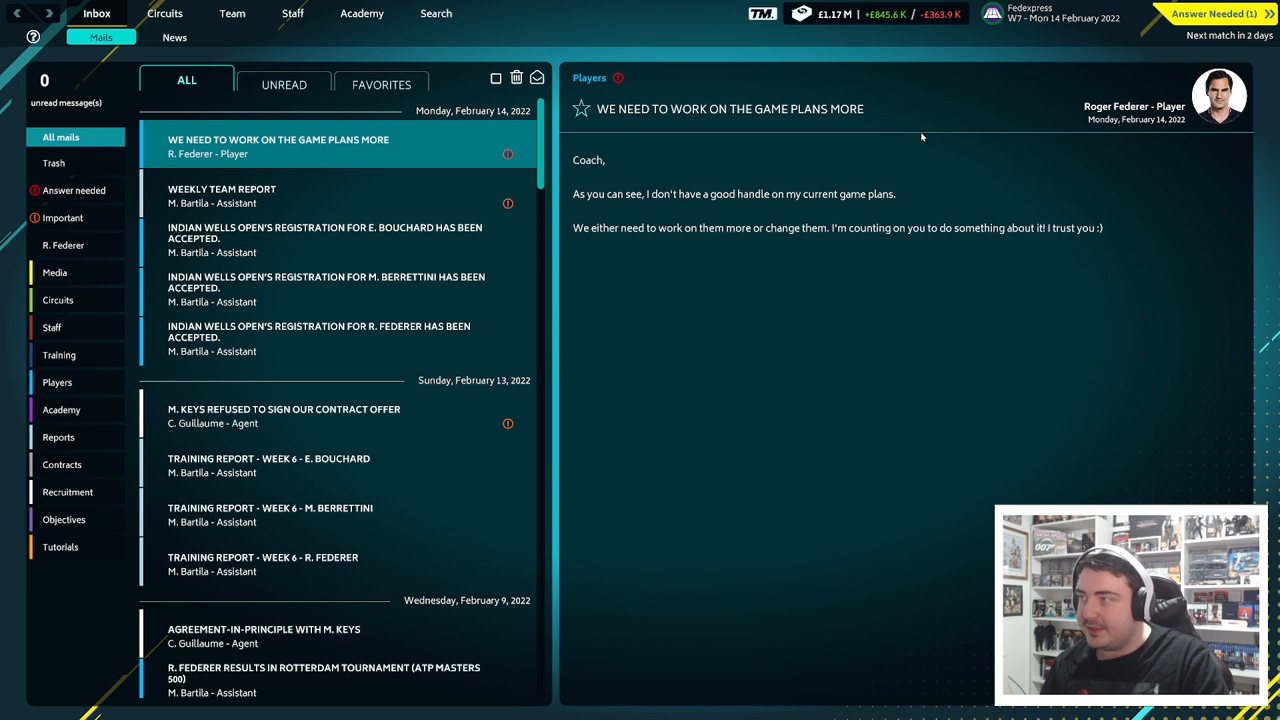 Inbox
Circuits
Team
Staff
Academy
Search
TM.
£1.17 M | +£845.6 K / -£363.9 K
Fedexpress
W7 - Mon 14 February 2022
Answer Needed (1)
Next match in 2 days
?
Mails
News
0
unread message(s)
All mails
Trash
Answer needed
Important
R. Federer
Media
Circuits
Staff
Training
Players
Academy
Reports
Contracts
Recruitment
Objectives
Tutorials
ALL
UNREAD
FAVORITES
Monday, February 14, 2022
WE NEED TO WORK ON THE GAME PLANS MORE
R. Federer - Player
WEEKLY TEAM REPORT
M. Bartila - Assistant
INDIAN WELLS OPEN'S REGISTRATION FOR E. BOUCHARD HAS BEEN
ACCEPTED.
M. Bartila - Assistant
INDIAN WELLS OPEN'S REGISTRATION FOR M. BERRETTINI HAS BEEN
ACCEPTED.
M. Bartila - Assistant
INDIAN WELLS OPEN'S REGISTRATION FOR R. FEDERER HAS BEEN
ACCEPTED.
M. Bartila - Assistant
Sunday, February 13, 2022
M. KEYS REFUSED TO SIGN OUR CONTRACT OFFER
C. Guillaume - Agent
TRAINING REPORT - WEEK 6 - E. BOUCHARD
M. Bartila - Assistant
TRAINING REPORT - WEEK 6 - M. BERRETTINI
M. Bartila - Assistant
TRAINING REPORT - WEEK 6 - R. FEDERER
M. Bartila - Assistant
Wednesday, February 9, 2022
AGREEMENT-IN-PRINCIPLE WITH M. KEYS
C. Guillaume - Agent
R. FEDERER RESULTS IN ROTTERDAM TOURNAMENT (ATP MASTERS
500)
M. Bartila - Assistant
Players
WE NEED TO WORK ON THE GAME PLANS MORE
Roger Federer - Player
Monday, February 14, 2022
Coach,
As you can see, I don't have a good handle on my current game plans.
We either need to work on them more or change them. I'm counting on you to do something about it! I trust you :)
007